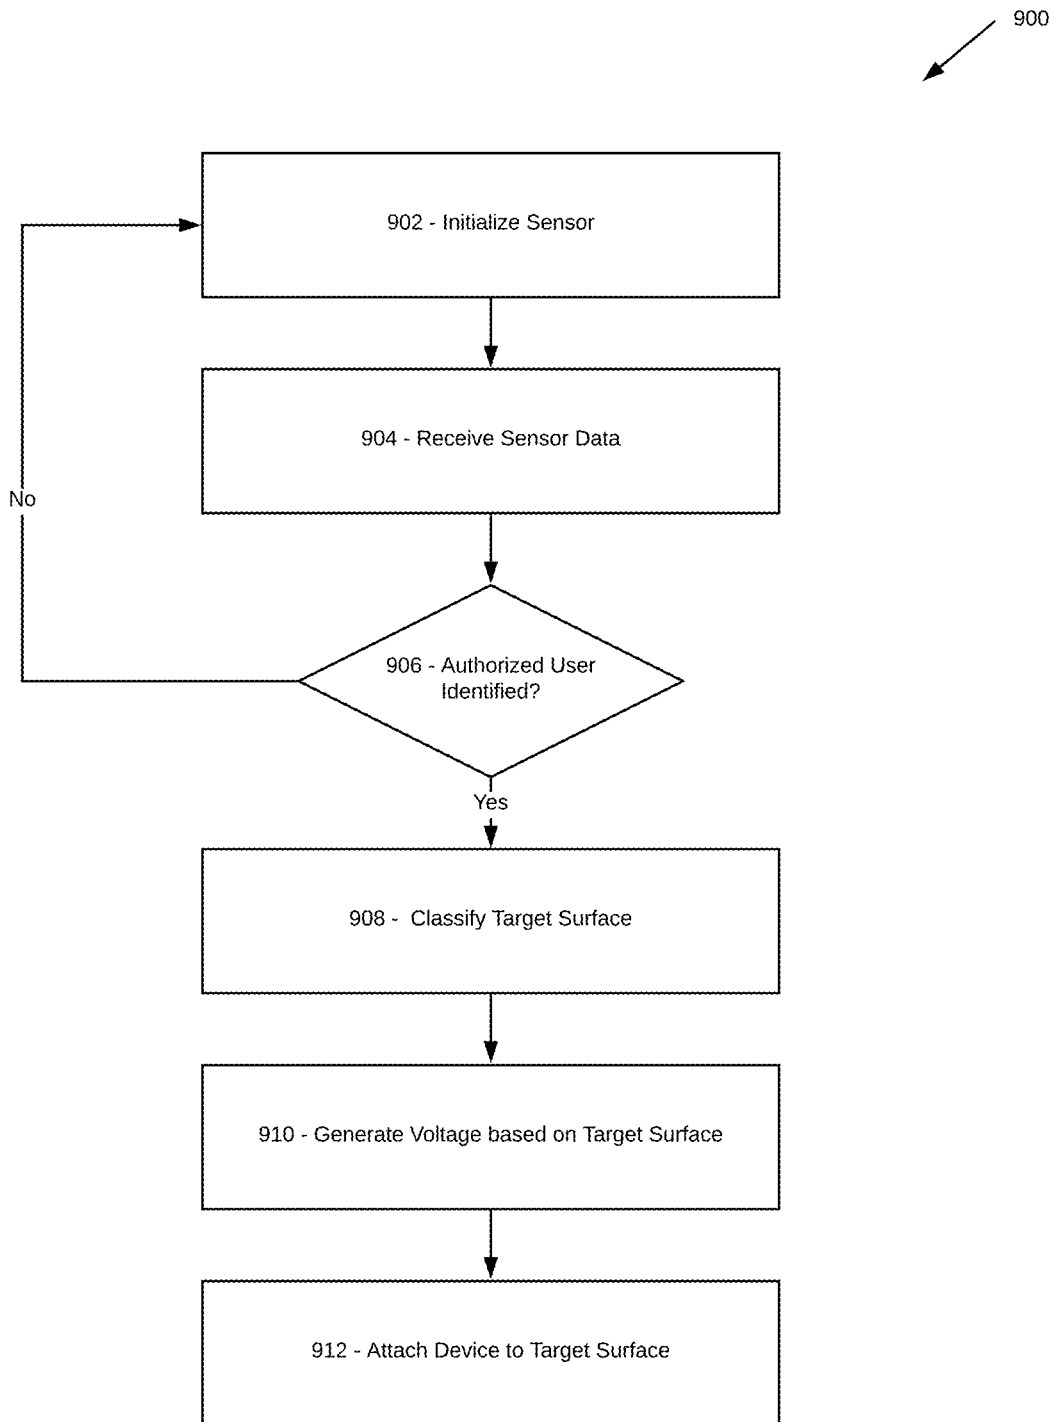 900
902 - Initialize Sensor
904 - Receive Sensor Data
No
906 - Authorized User
Identified?
Yes
908 -  Classify Target Surface
910 - Generate Voltage based on Target Surface
912 - Attach Device to Target Surface